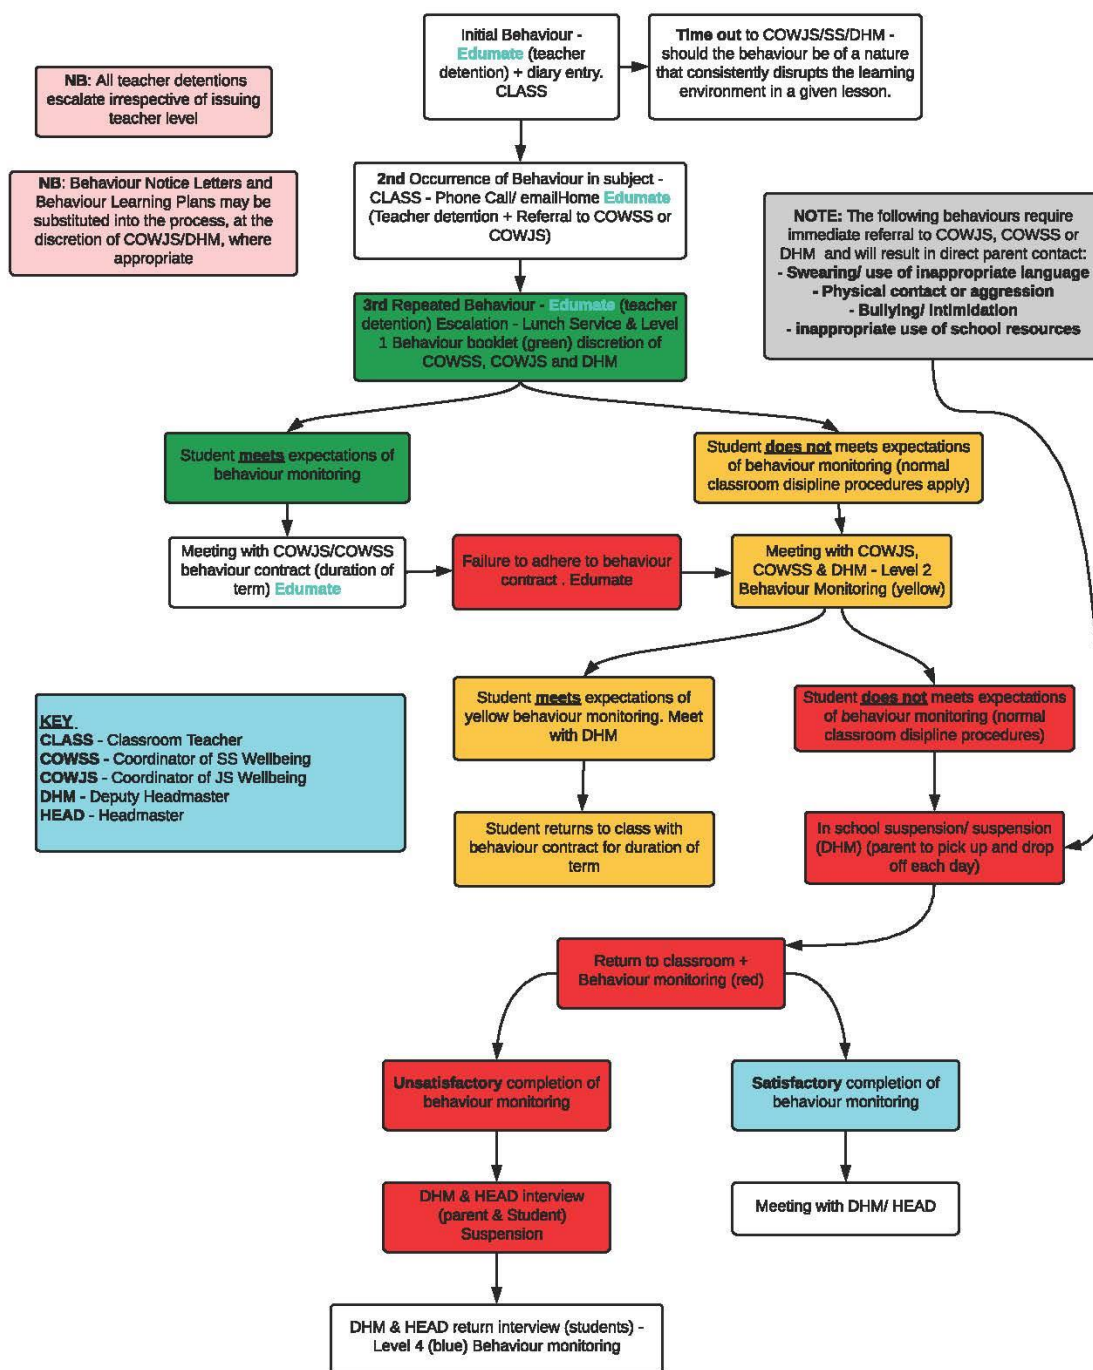 Initial Behaviour -
Edumate (teacher
detention) + diary entry.
CLASS
Time out to COWJS/SS/DHM -
should the behaviour be of a nature
that consistently disrupts the learning
environment in a given lesson.
NB: All teacher detentions
escalate irrespective of issuing
teacher level
NB: Behaviour Notice Letters and
Behaviour Learning Plans may be
substituted into the process, at the
discretion of COWJS/DHM, where
appropriate
2nd Occurrence of Behaviour in subject -
CLASS - Phone Call/ emailHome Edumate
(Teacher detention + Referral to COWSS or
COWJS)
NOTE: The following behaviours require
immediate referral to COWJS, COWSS or
DHM and will result in direct parent contact:
- Swearing/ use of inappropriate language
- Physical contact or aggression
- Bullying/ Intimidation
- inappropriate use of school resources
3rd Repeated Behaviour - Edumate (teacher
detention) Escalation - Lunch Service & Level
1 Behaviour booklet (green) discretion of
COWSS, COWJS and DHM
Student meets expectations of
behaviour monitoring
Student does not meets expectations
of behaviour monitoring (normal
classroom disipline procedures apply)
Meeting with COWJS/COWSS
behaviour contract (duration of
term) Edumate
Failure to adhere to behaviour
contract . Edumate
Meeting with COWJS,
COWSS & DHM - Level 2
Behaviour Monitoring (yellow)
Student meets expectations of
yellow behaviour monitoring. Meet
with DHM
Student does not meets expectations
of behaviour monitoring (normal
classroom disipline procedures)
KEY
CLASS - Classroom Teacher
COWSS - Coordinator of SS Wellbeing
COWJS - Coordinator of JS Wellbeing
DHM - Deputy Headmaster
HEAD - Headmaster
Student returns to class with
behaviour contract for duration of
term
In school suspension/ suspension
(DHM) (parent to pick up and drop
off each day)
Return to classroom +
Behaviour monitoring (red)
Unsatisfactory completion of
behaviour monitoring
Satisfactory completion of
behaviour monitoring
DHM & HEAD interview
(parent & Student)
Suspension
Meeting with DHM/ HEAD
DHM & HEAD return interview (students) -
Level 4 (blue) Behaviour monitoring